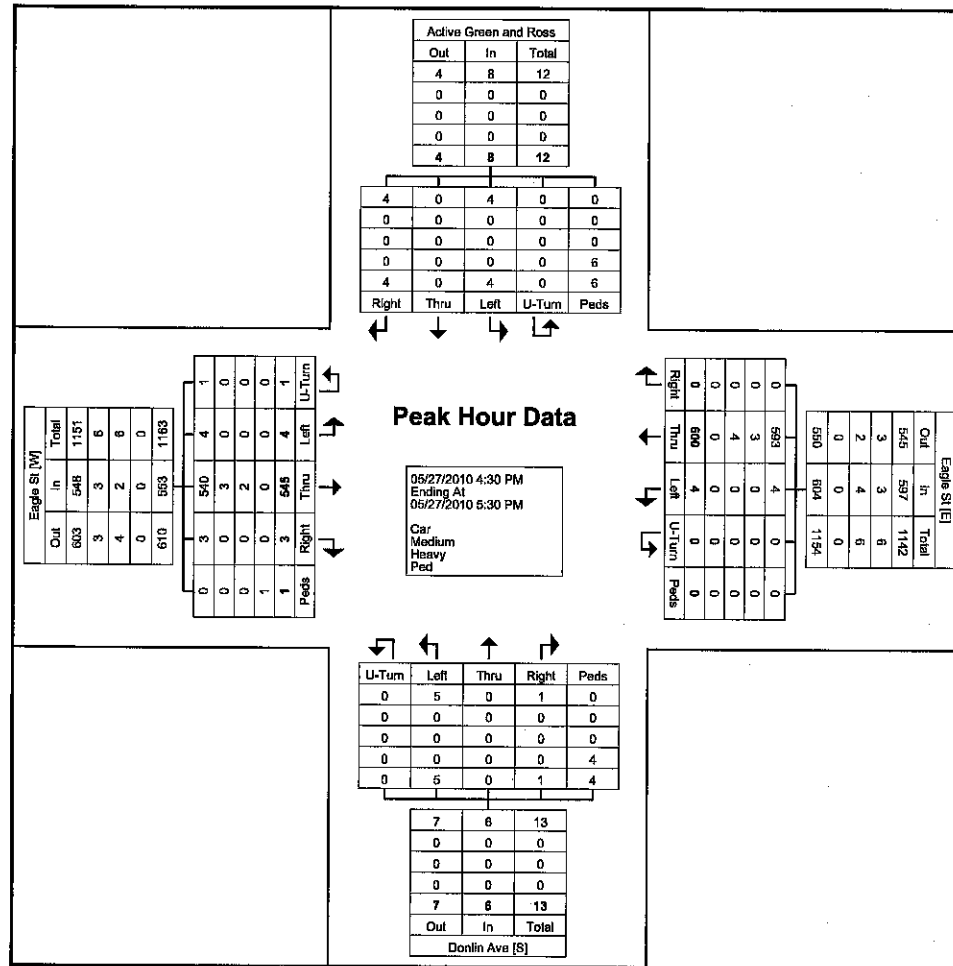 Active Green and Ross
Out In Total
4 8 12
0 0 0
0 0 0
0 0 0
4 8 12
4 0 4 0 0
0 0 0 0 0
0 0 0 0 0
0 0 0 0 6
4 0 4 0 6
Right Thru Left U-Turn Peds
Eagle St [W]
Total In Out
1151 548 603
6 3 3
6 2 4
0 0 0
1163 553 610
1 4 540 3 0
0 0 3 0 0
0 0 2 0 0
0 0 0 0 1
1 4 545 3 1
U-Turn Left Thru Right Peds
Peak Hour Data
05/27/2010 4:30 PM
Ending At
05/27/2010 5:30 PM
Car
Medium
Heavy
Ped
Eagle St [E]
Out In Total
545 597 1142
3 3 6
2 4 6
0 0 0
550 604 1154
0 593 4 0 0
0 3 0 0 0
0 4 0 0 0
0 0 0 0 0
0 600 4 0 0
Right Thru Left U-Turn Peds
U-Turn Left Thru Right Peds
0 5 0 1 0
0 0 0 0 0
0 0 0 0 0
0 0 0 0 4
0 5 0 1 4
7 6 13
0 0 0
0 0 0
0 0 0
7 6 13
Out In Total
Donlin Ave [S]